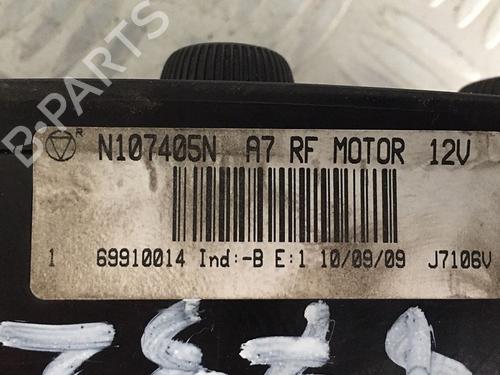 R N107405N A7 RF MOTOR 12V
1 69910014 Ind:-B E:1 10/09/09 J7106V
B-PARTS